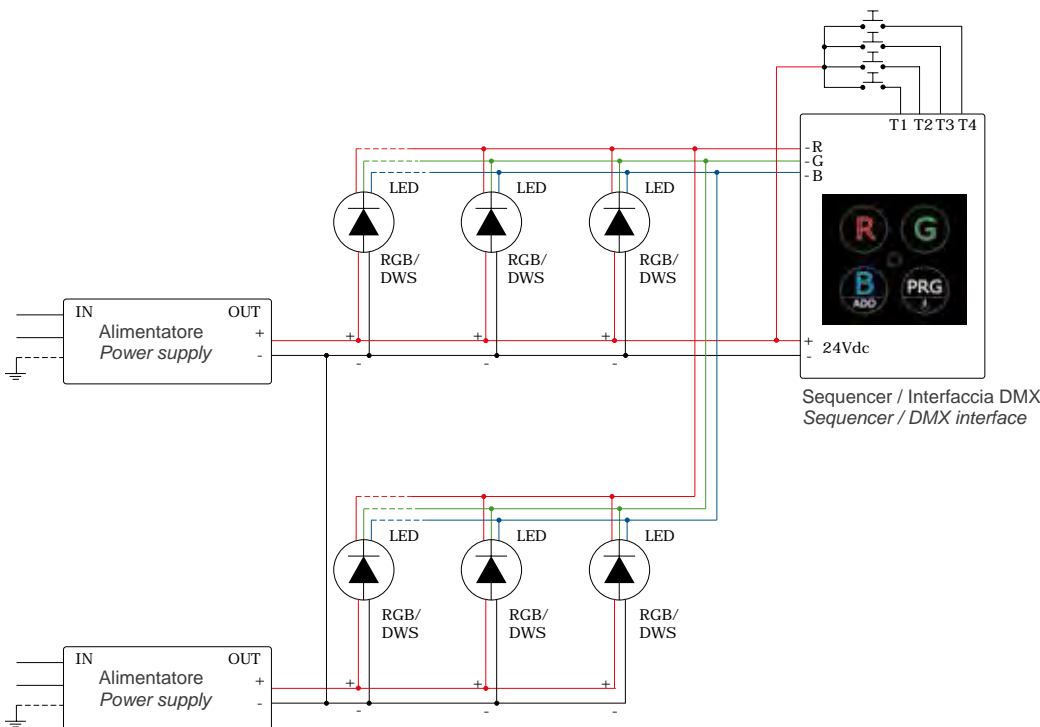 T1 T2 T3 T4
-R
-G
-B
LED LED LED
R G
RGB/ RGB/ RGB/
DWS DWS DWS
B PRG
ADD
IN OUT
Alimentatore
Power supply
+
-
+ + +
- - -
+ 24Vdc
-
Sequencer / Interfaccia DMX
Sequencer / DMX interface
LED LED LED
RGB/ RGB/ RGB/
DWS DWS DWS
IN OUT
Alimentatore
Power supply
+
-
+ + +
- - -